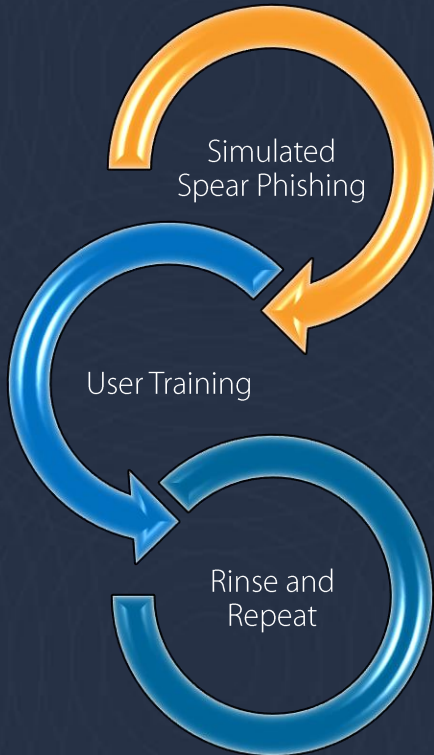 Simulated
Spear Phishing
User Training
Rinse and
Repeat